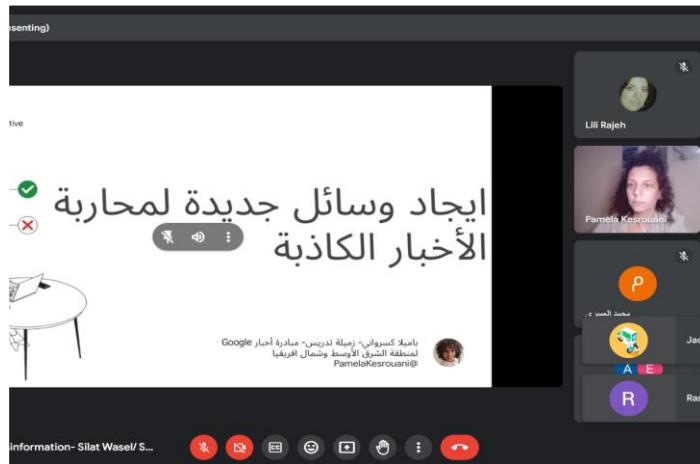 esenting)
tive
ايجاد وسائل جديدة لمحاربة
الأخبار الكاذبة
باميلا كسرواني- زميلة تدريس- مبادرة أخبار Google
لمنطقة الشرق الأوسط وشمال افريقيا
@PamelaKesrouani
Lili Rajeh
Pamela Kesrouani
م
Jac
A E
R
Ras
information- Silat Wasel/ S...
CC